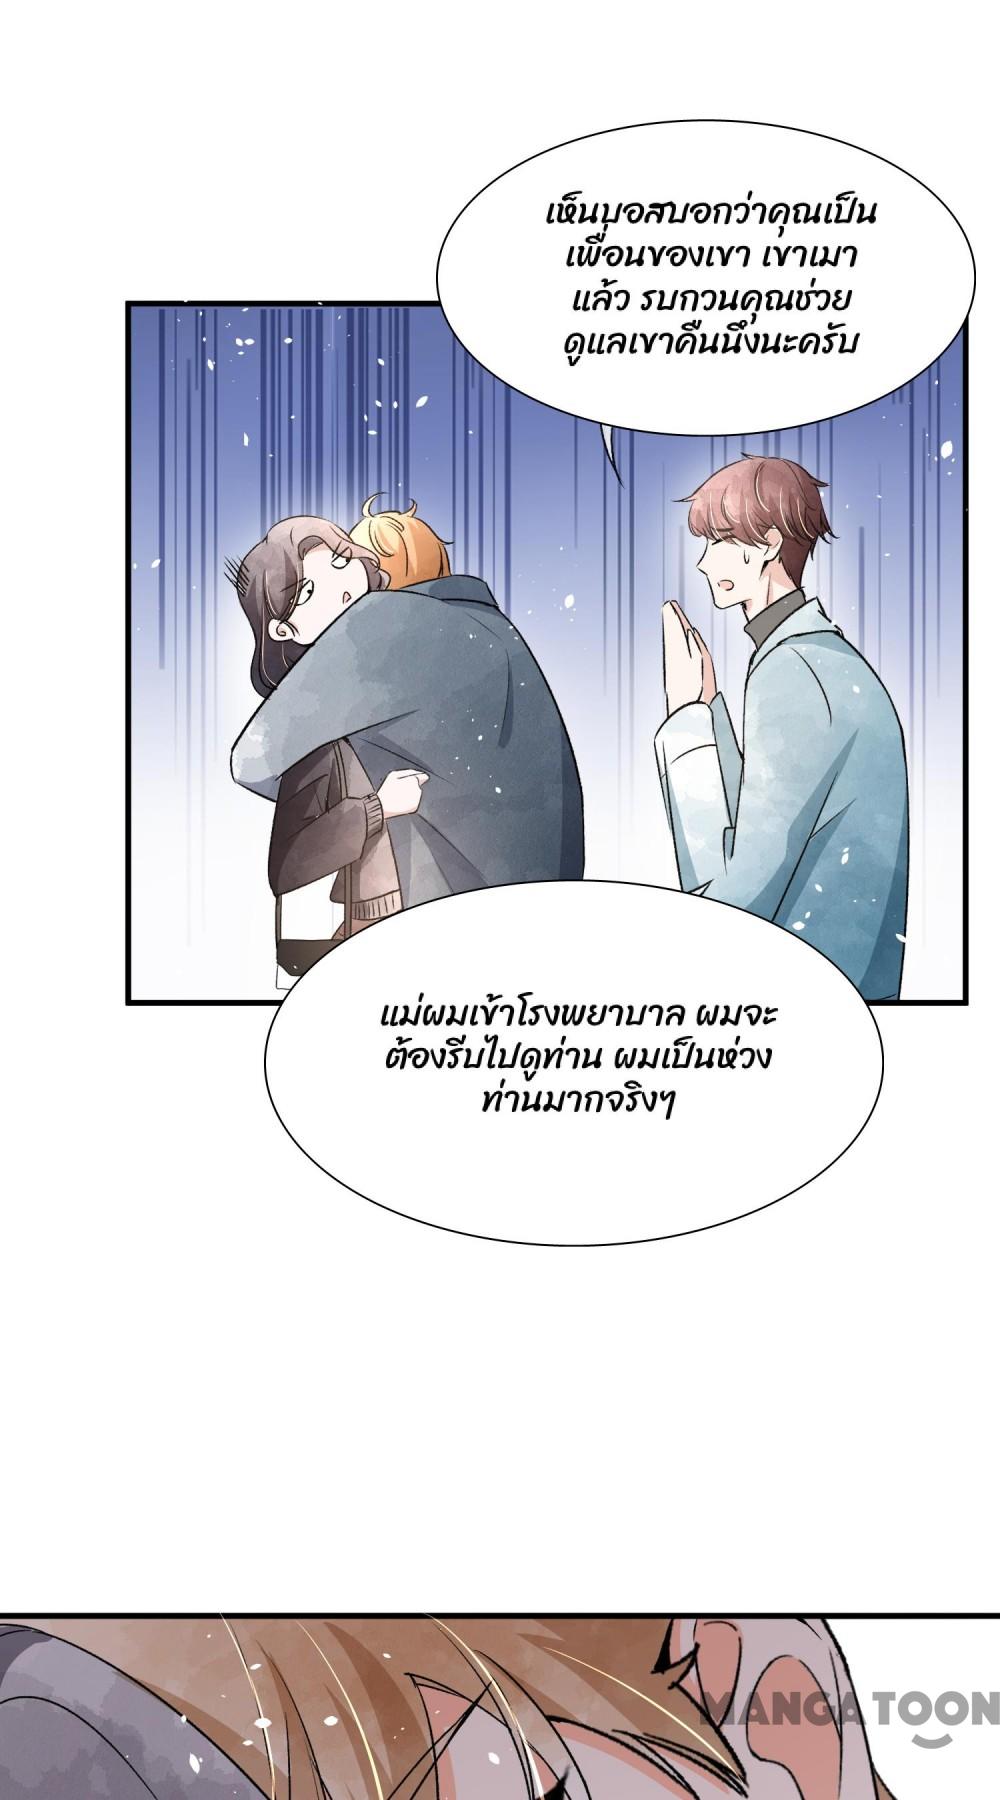 เห็นบอสบอกว่าคุณเป็น
เพื่อนของเขา เขาเมา
แล้ว รบกวนคุณช่วย
ดูแลเขาคืนนึงนะครับ
แม่ผมเข้าโรงพยาบาล ผมจะ
ต้องรีบไปดูท่าน ผมเป็นห่วง
ท่านมากจริงๆ
MANGA TOON